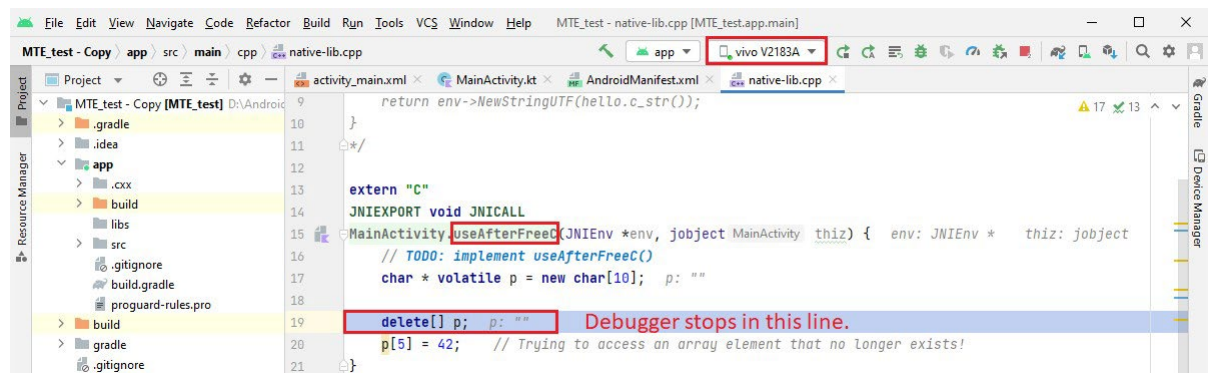 File Edit View Navigate Code Refactor Build Run Tools VCS Window Help MTE_test - native-lib.cpp [MTE_test.app.main]
MTE_test - Copy app src main cpp native-lib.cpp app vivo V2183A
Project activity_main.xml MainActivity.kt AndroidManifest.xml native-lib.cpp
Project
Resource Manager
MTE_test - Copy [MTE_test] D:\Android
.gradle
.idea
app
.cxx
build
libs
src
.gitignore
build.gradle
proguard-rules.pro
build
gradle
.gitignore
9 return env->NewStringUTF(hello.c_str());
10 }
11 */
12
13 extern "C"
14 JNIEXPORT void JNICALL
15 MainActivity.useAfterFreeC(JNIEnv *env, jobject MainActivity thiz) { env: JNIEnv * thiz: jobject
16 // TODO: implement useAfterFreeC()
17 char * volatile p = new char[10]; p: ""
18
19 delete[] p; p: "" Debugger stops in this line.
20 p[5] = 42; // Trying to access an array element that no longer exists!
21 }
17 13
Gradle
Device Manager